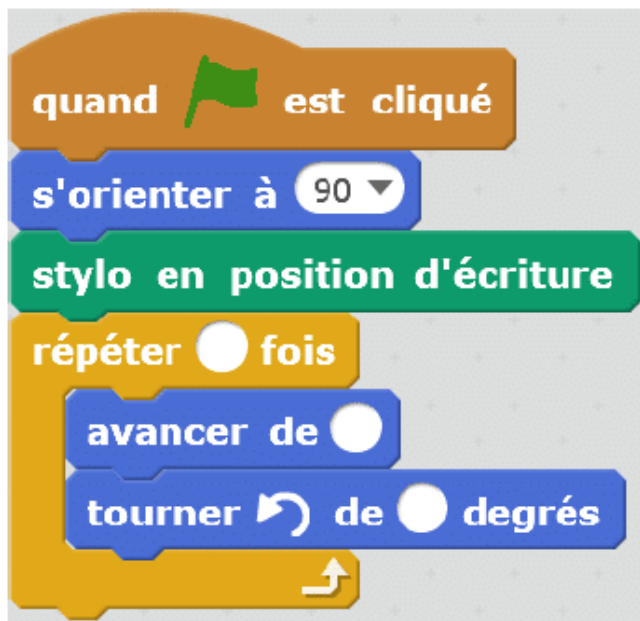 quand est cliqué
s'orienter à 90
stylo en position d'écriture
répéter fois
avancer de
tourner de degrés